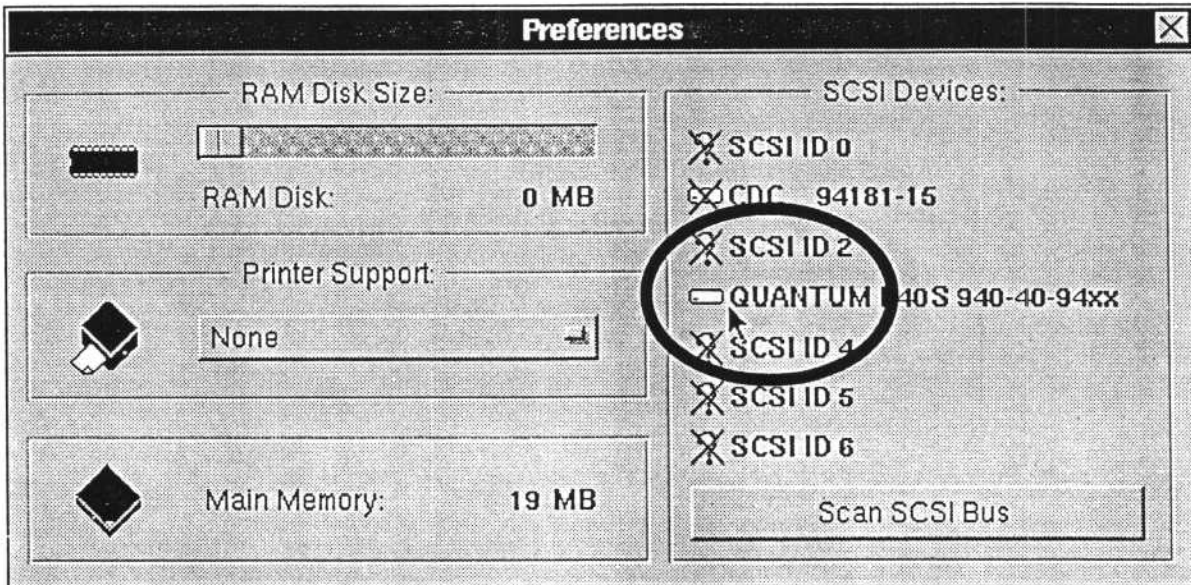 Preferences
RAM Disk Size:
RAM Disk: 0 MB
Printer Support:
None
Main Memory: 19 MB
SCSI Devices:
SCSI ID 0
CDC 94181-15
SCSI ID 2
QUANTUM 940-40-94xx
SCSI ID 4
SCSI ID 5
SCSI ID 6
Scan SCSI Bus